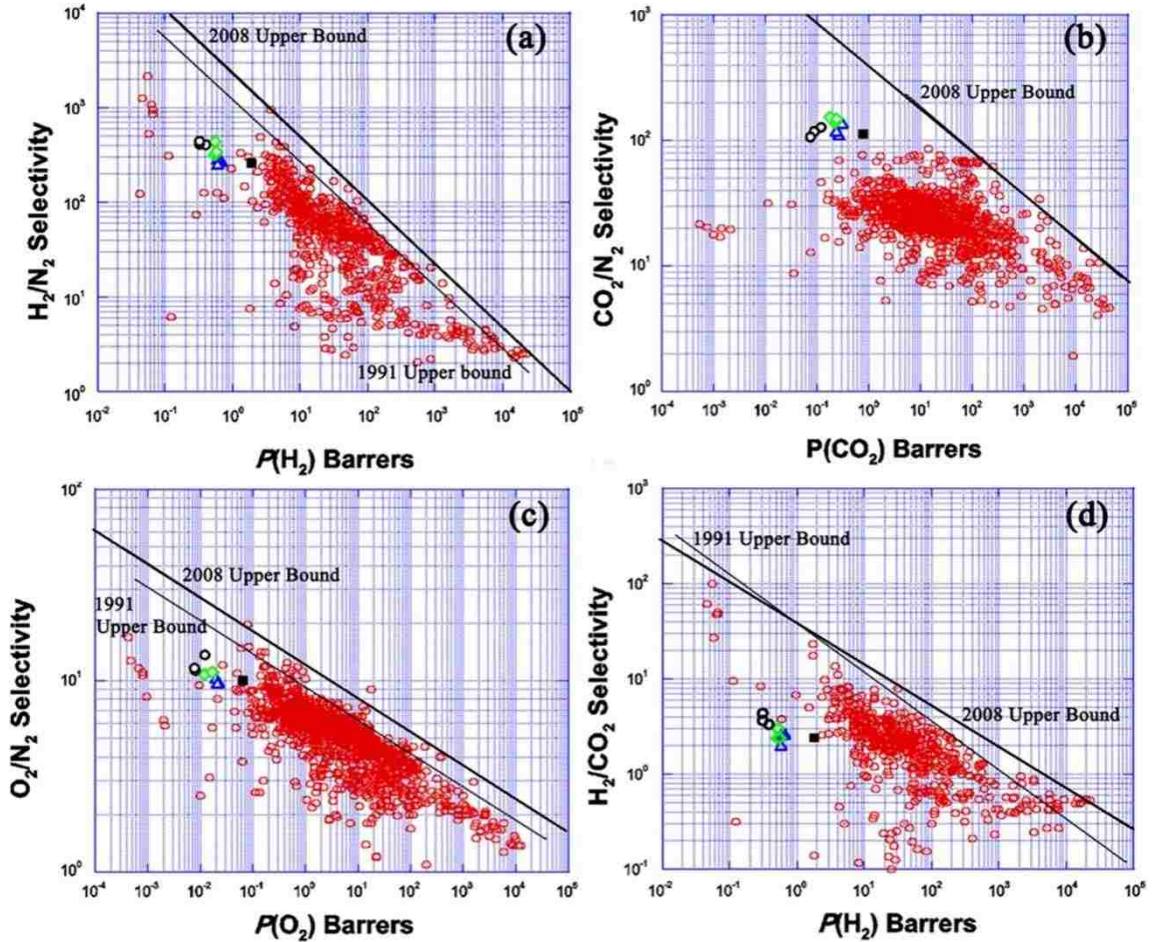 10⁴
2008 Upper Bound
(a)
10³
10²
10¹
10⁰
H₂/N₂ Selectivity
1991 Upper bound
10⁻² 10⁻¹ 10⁰ 10¹ 10² 10³ 10⁴ 10⁵
P(H₂) Barrers
10³
(b)
2008 Upper Bound
10²
10¹
10⁰
CO₂/N₂ Selectivity
10⁻⁴ 10⁻³ 10⁻² 10⁻¹ 10⁰ 10¹ 10² 10³ 10⁴ 10⁵
P(CO₂) Barrers
10²
(c)
2008 Upper Bound
1991
Upper Bound
10¹
10⁰
O₂/N₂ Selectivity
10⁻⁴ 10⁻³ 10⁻² 10⁻¹ 10⁰ 10¹ 10² 10³ 10⁴ 10⁵
P(O₂) Barrers
10³
(d)
1991 Upper Bound
10²
10¹
2008 Upper Bound
10⁰
10⁻¹
H₂/CO₂ Selectivity
10⁻² 10⁻¹ 10⁰ 10¹ 10² 10³ 10⁴ 10⁵
P(H₂) Barrers